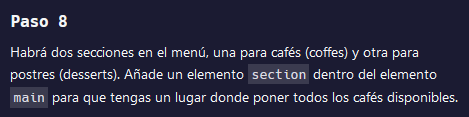 Paso 8
Habrá dos secciones en el menú, una para cafés (coffes) y otra para
postres (desserts). Añade un elemento section dentro del elemento
main para que tengas un lugar donde poner todos los cafés disponibles.